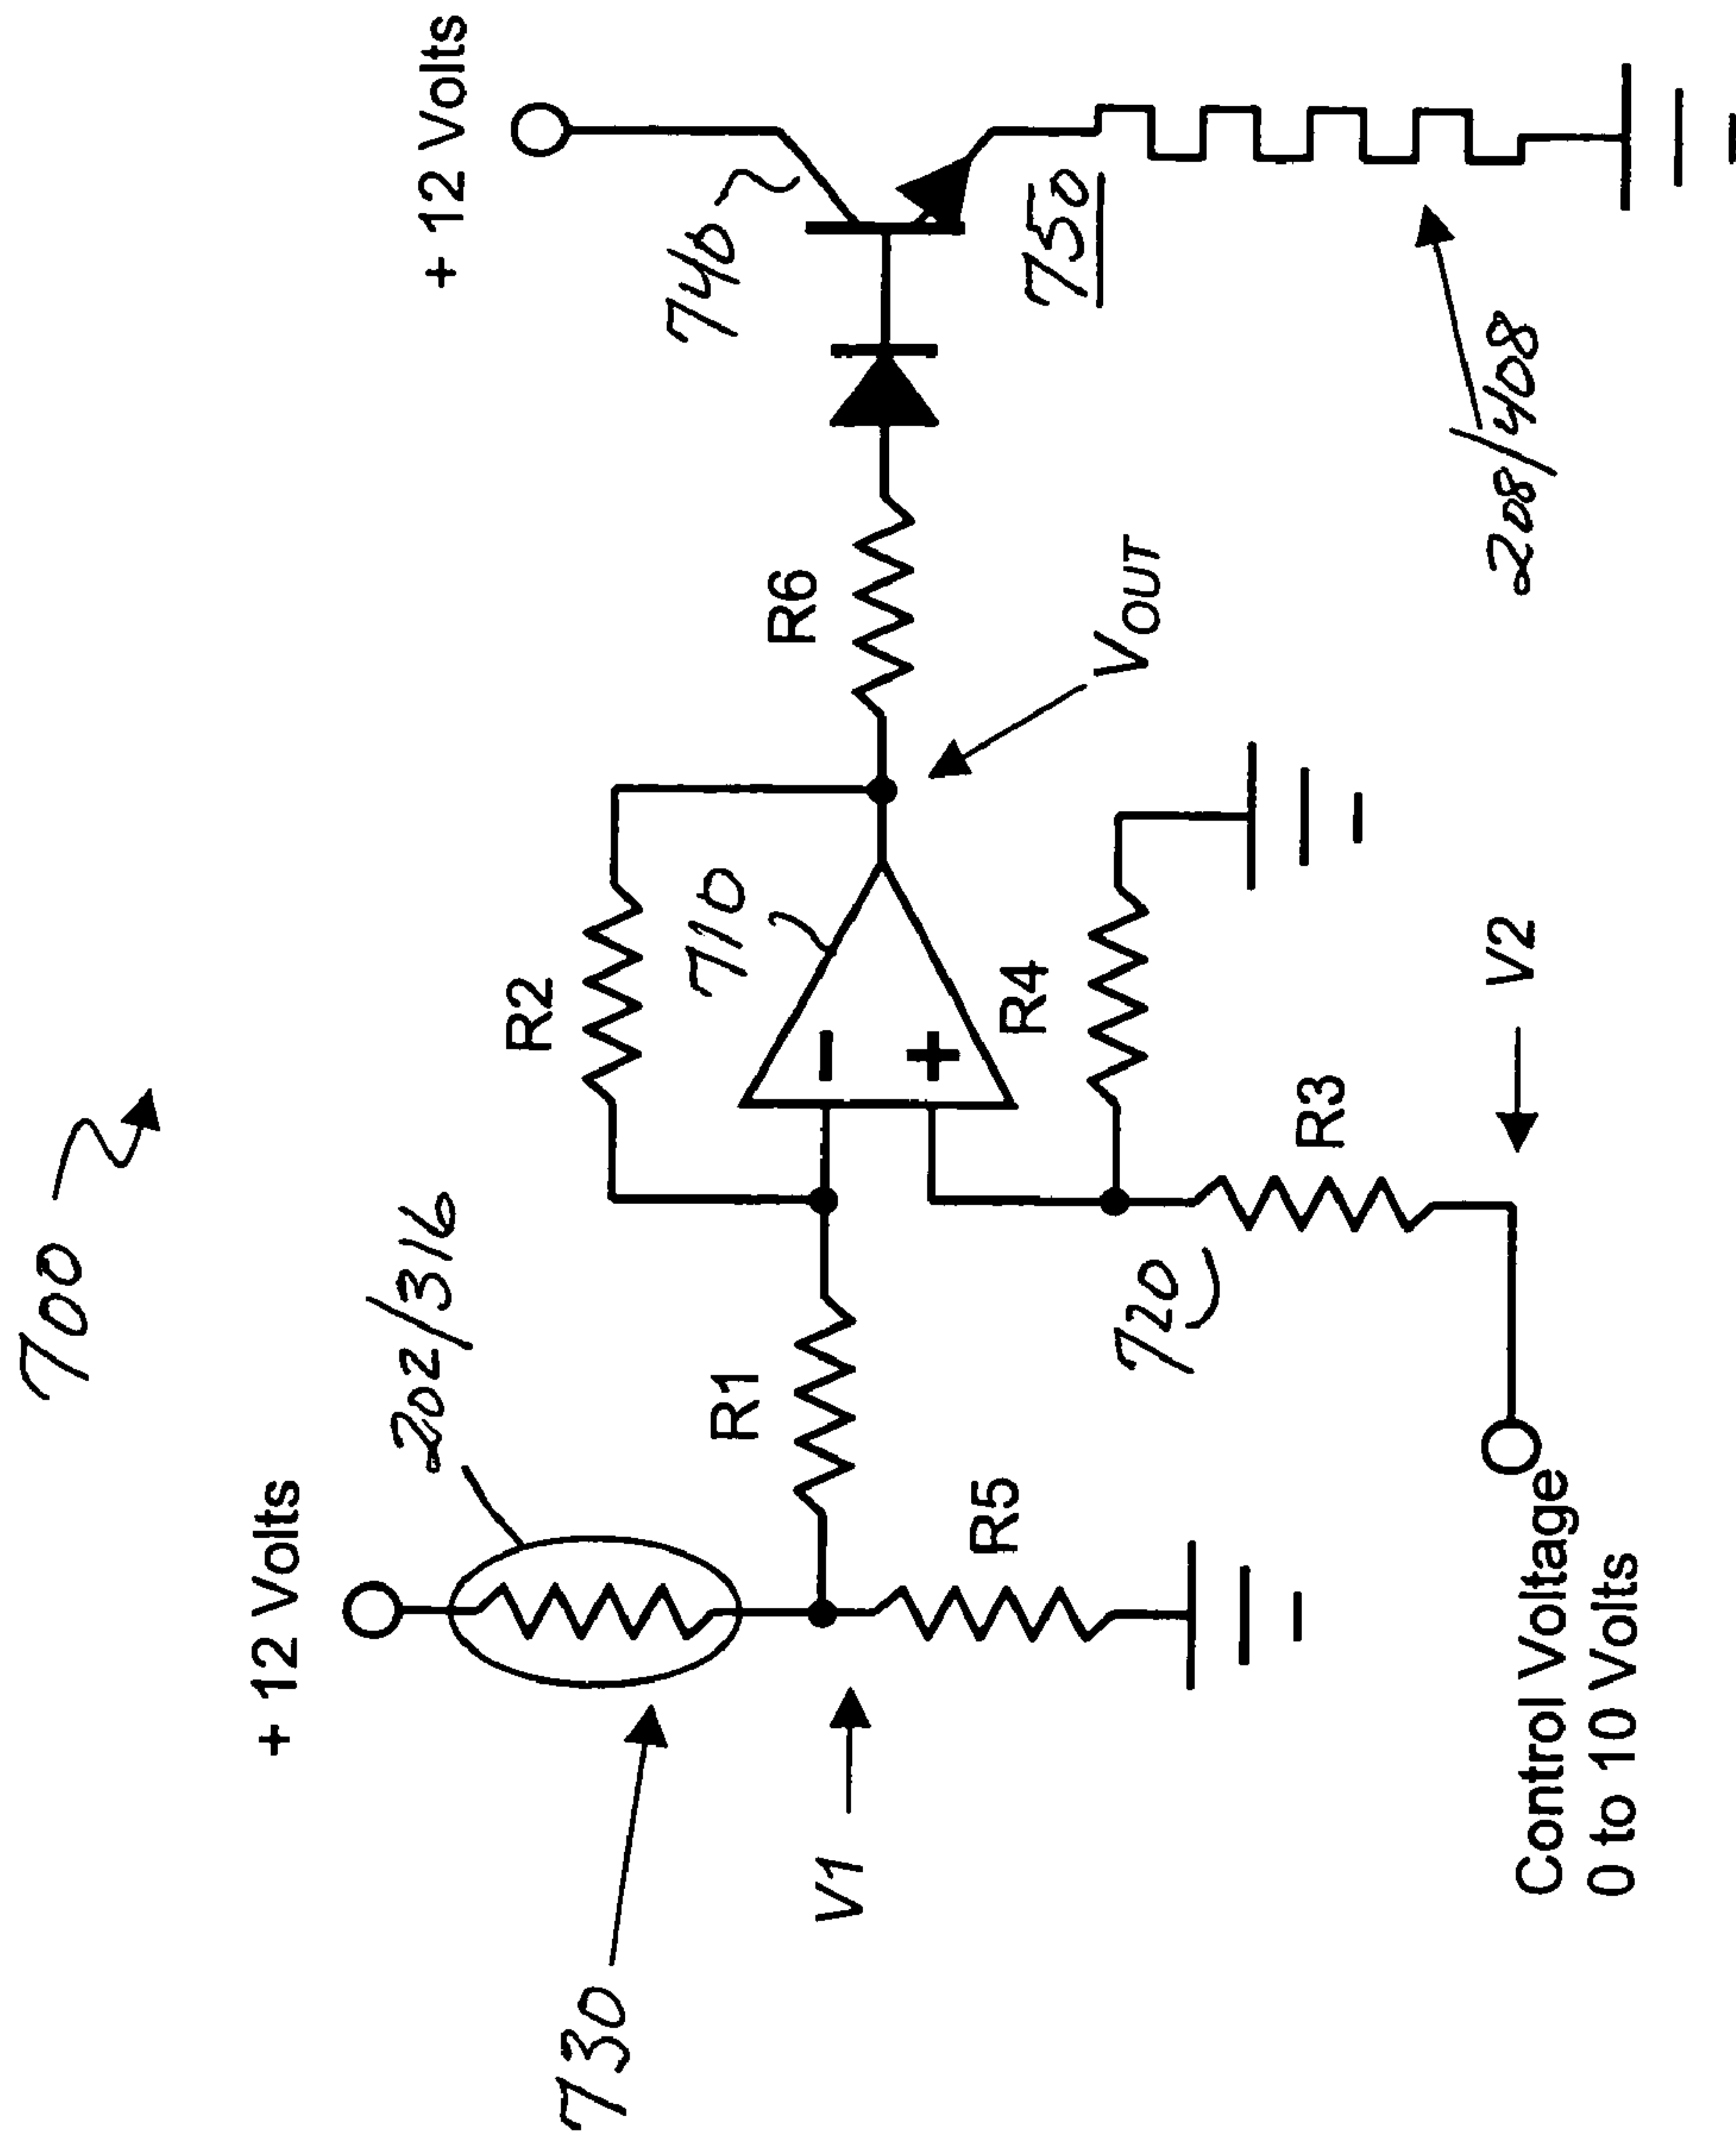 700
+ 12 Volts
+ 12 Volts
202/316
R2
740
710
R6
R1
730
V1
R5
R4
750
720
VOUT
R3
−
+
V2
208/408
Control Voltage
0 to 10 Volts